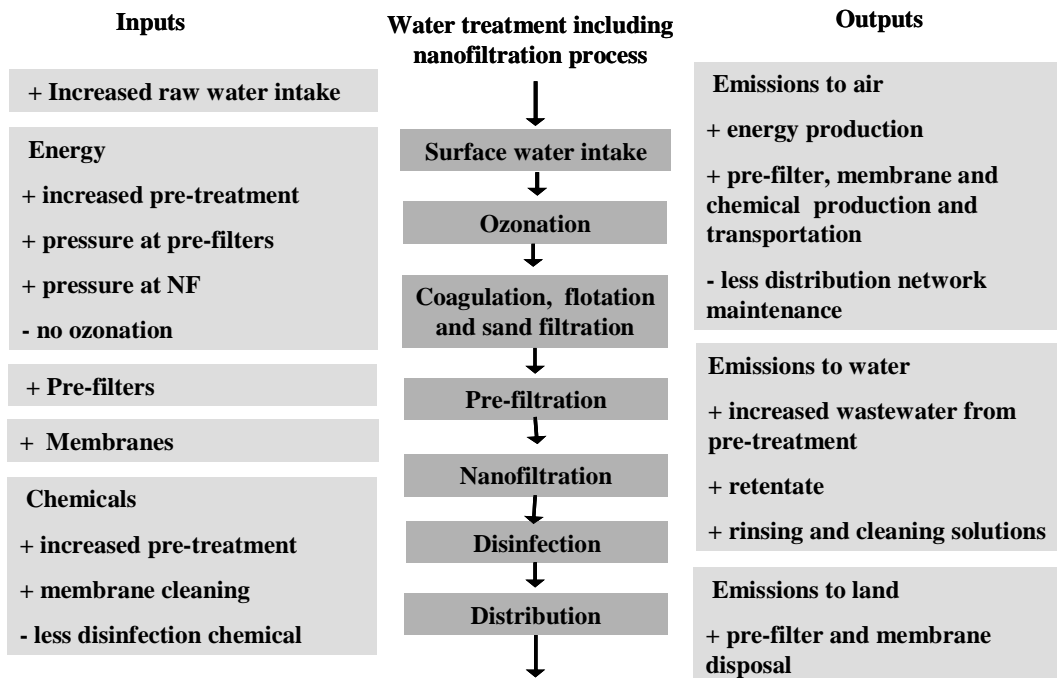 Inputs
+ Increased raw water intake
Energy
+ increased pre-treatment
+ pressure at pre-filters
+ pressure at NF
- no ozonation
+ Pre-filters
+ Membranes
Chemicals
+ increased pre-treatment
+ membrane cleaning
- less disinfection chemical
Water treatment including
nanofiltration process
Surface water intake
Ozonation
Coagulation, flotation
and sand filtration
Pre-filtration
Nanofiltration
Disinfection
Distribution
Outputs
Emissions to air
+ energy production
+ pre-filter, membrane and
chemical production and
transportation
- less distribution network
maintenance
Emissions to water
+ increased wastewater from
pre-treatment
+ retentate
+ rinsing and cleaning solutions
Emissions to land
+ pre-filter and membrane
disposal